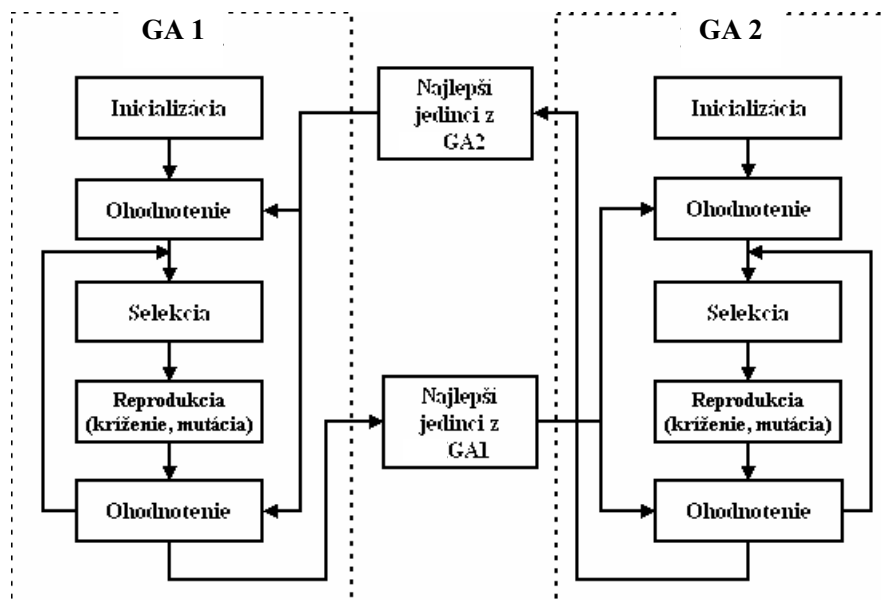 GA 1
Inicializácia
Ohodnotenie
Selekcia
Reprodukcia
(kríženie, mutácia)
Ohodnotenie
Najlepší
jedinci z
GA2
Najlepší
jedinci z
GA1
GA 2
Inicializácia
Ohodnotenie
Selekcia
Reprodukcia
(kríženie, mutácia)
Ohodnotenie